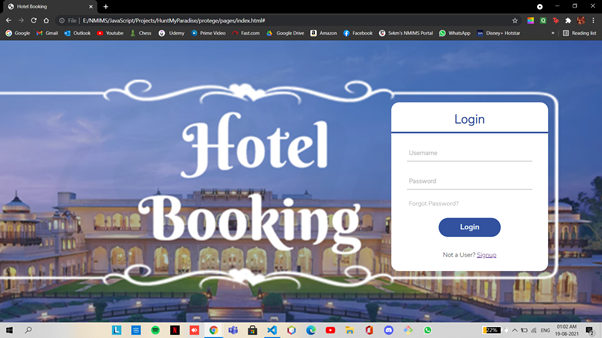 Hotel Booking
File | E:/NMIMS/JavaScript/Projects/HuntMyParadise/protege/pages/index.html#
Google Gmail Outlook YouTube Chess Udemy Prime Video Fast.com Google Drive Amazon Facebook Selem's NMIMS Portal WhatsApp Disney+ Hotstar » Reading list
Hotel
Booking
Login
Username
Password
Forgot Password?
Login
Not a User? Signup
22% ENG 01:02 AM
19-08-2021